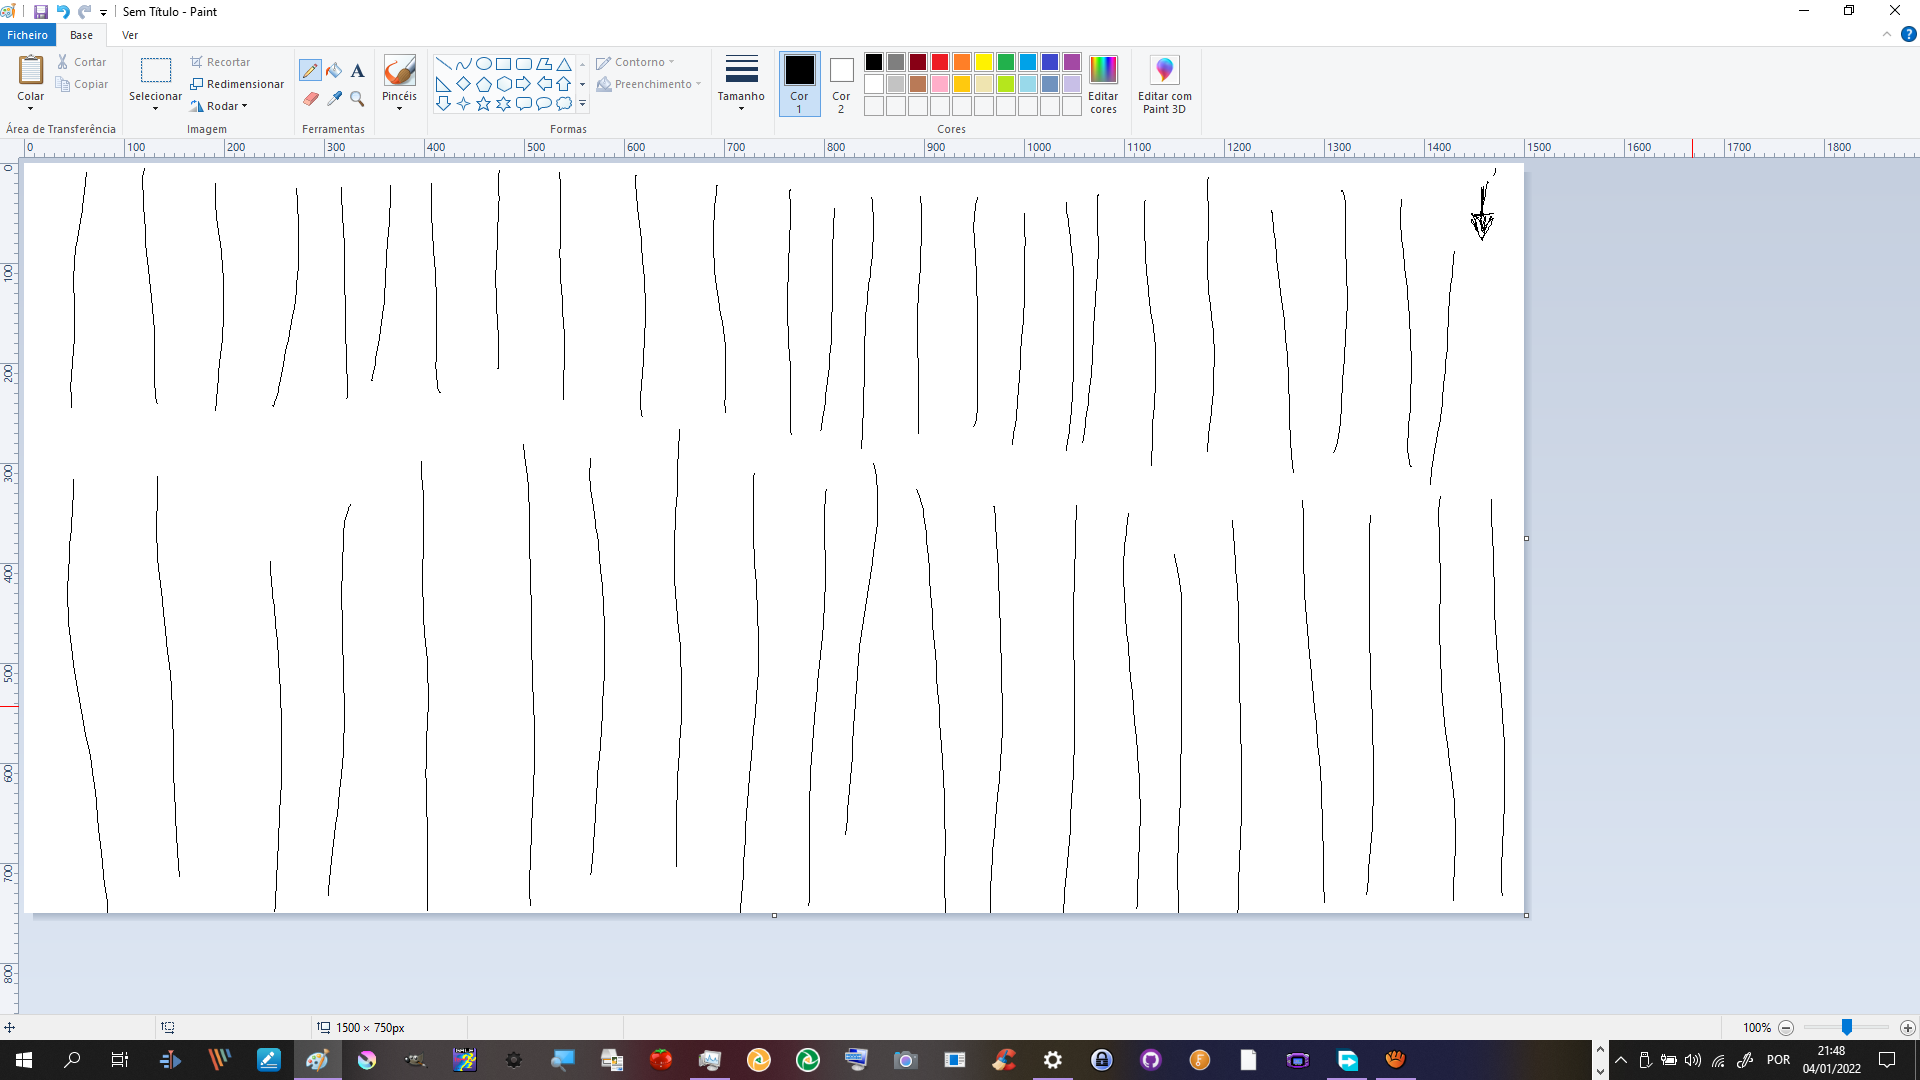 Sem Título - Paint
Ficheiro Base Ver
Colar
Cortar
Copiar
Área de Transferência
Selecionar
Recortar
Redimensionar
Rodar
Imagem
A
Ferramentas
Pincéis
Contorno
Preenchimento
Formas
Tamanho
Cor
1
Cor
2
Cores
Editar
cores
Editar com
Paint 3D
0 100 200 300 400 500 600 700 800 900 1000 1100 1200 1300 1400 1500 1600 1700 1800
0
100
200
300
400
500
600
700
800
1500 × 750px
100%
POR
21:48
04/01/2022